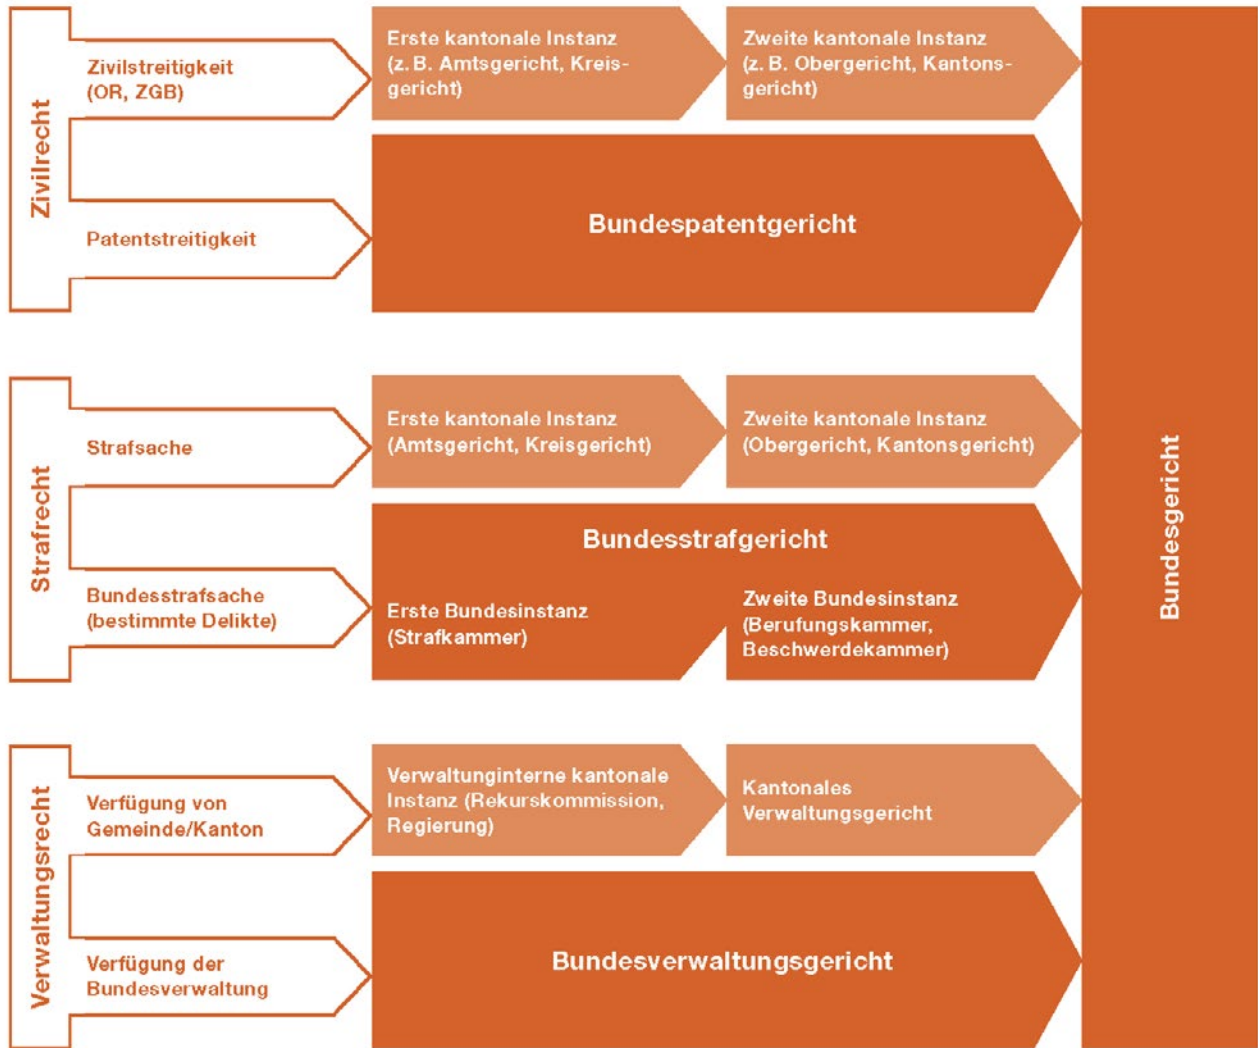 Zivilrecht
Zivilstreitigkeit
(OR, ZGB)
Erste kantonale Instanz
(z. B. Amtsgericht, Kreis-
gericht)
Zweite kantonale Instanz
(z. B. Obergericht, Kantons-
gericht)
Patentstreitigkeit
Bundespatentgericht
Strafrecht
Strafsache
Erste kantonale Instanz
(Amtsgericht, Kreisgericht)
Zweite kantonale Instanz
(Obergericht, Kantonsgericht)
Bundesstrafsache
(bestimmte Delikte)
Bundesstrafgericht
Erste Bundesinstanz
(Strafkammer)
Zweite Bundesinstanz
(Berufungskammer,
Beschwerdekammer)
Verwaltungsrecht
Verfügung von
Gemeinde/Kanton
Verwaltunginterne kantonale
Instanz (Rekurskommission,
Regierung)
Kantonales
Verwaltungsgericht
Verfügung der
Bundesverwaltung
Bundesverwaltungsgericht
Bundesgericht